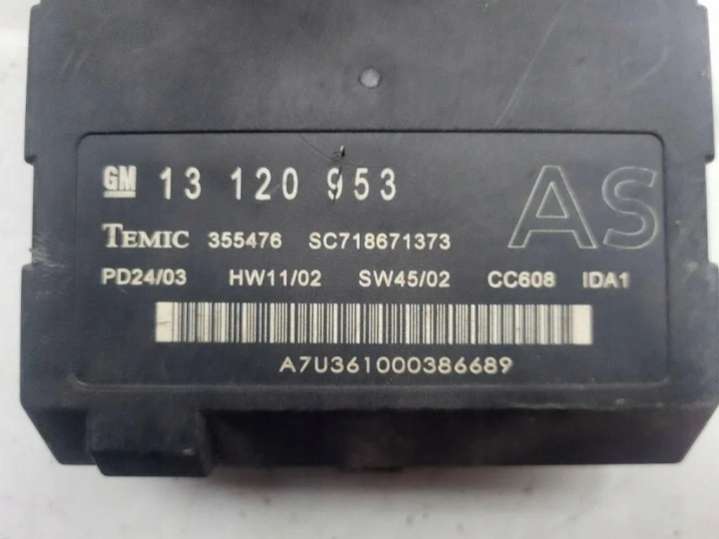 GM 13 120 953 AS
TEMIC 355476 SC718671373
PD24/03 HW11/02 SW45/02 CC608 IDA1
A7U361000386689